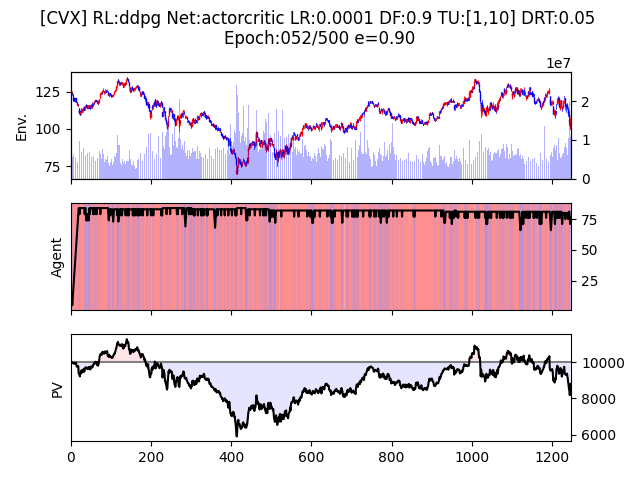 [CVX] RL:ddpg Net:actorcritic LR:0.0001 DF:0.9 TU:[1,10] DRT:0.05
Epoch:052/500 e=0.90
1e7
125
100
75
Env.
2
1
0
Agent
75
50
25
PV
10000
8000
6000
0 200 400 600 800 1000 1200